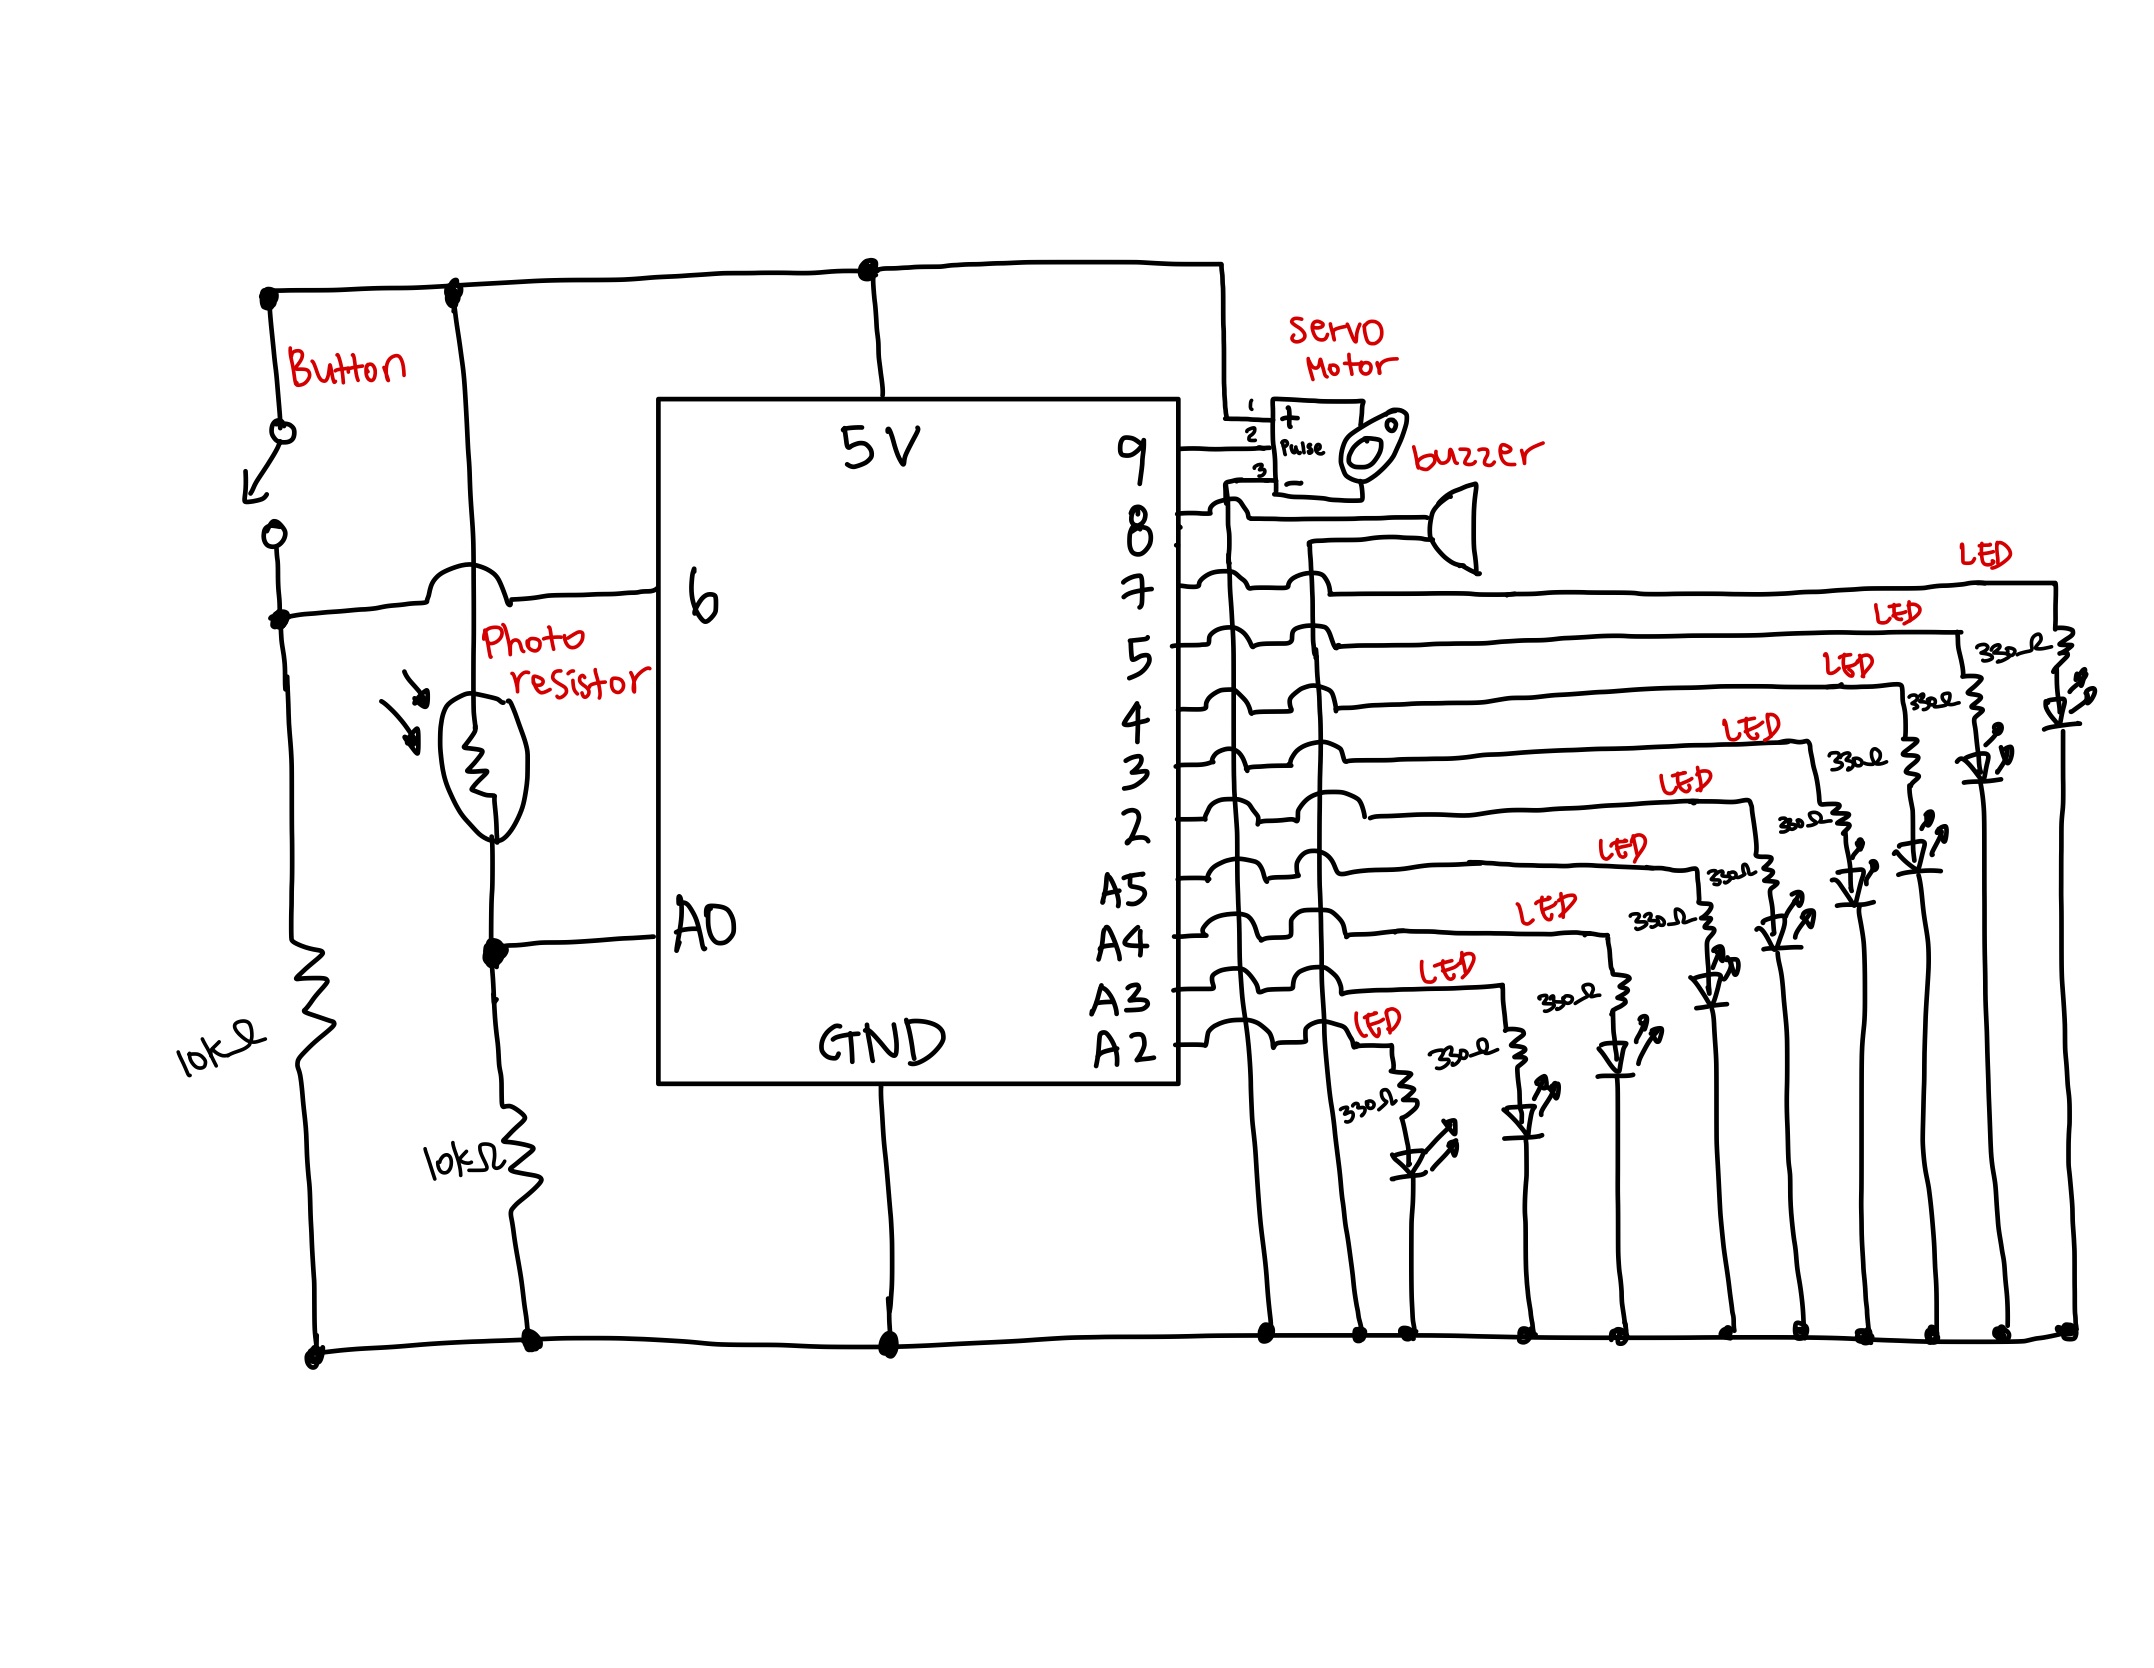 Servo
Motor
Button
5V
1
+
2
Pulse
3
-
buzzer
9
8
7
6
5
4
3
2
A5
A4
A3
A2
A0
GND
Photo
resistor
LED
LED
LED
LED
LED
LED
LED
LED
LED
330Ω
330Ω
330Ω
330Ω
330Ω
330Ω
330Ω
330Ω
330Ω
10kΩ
10kΩ